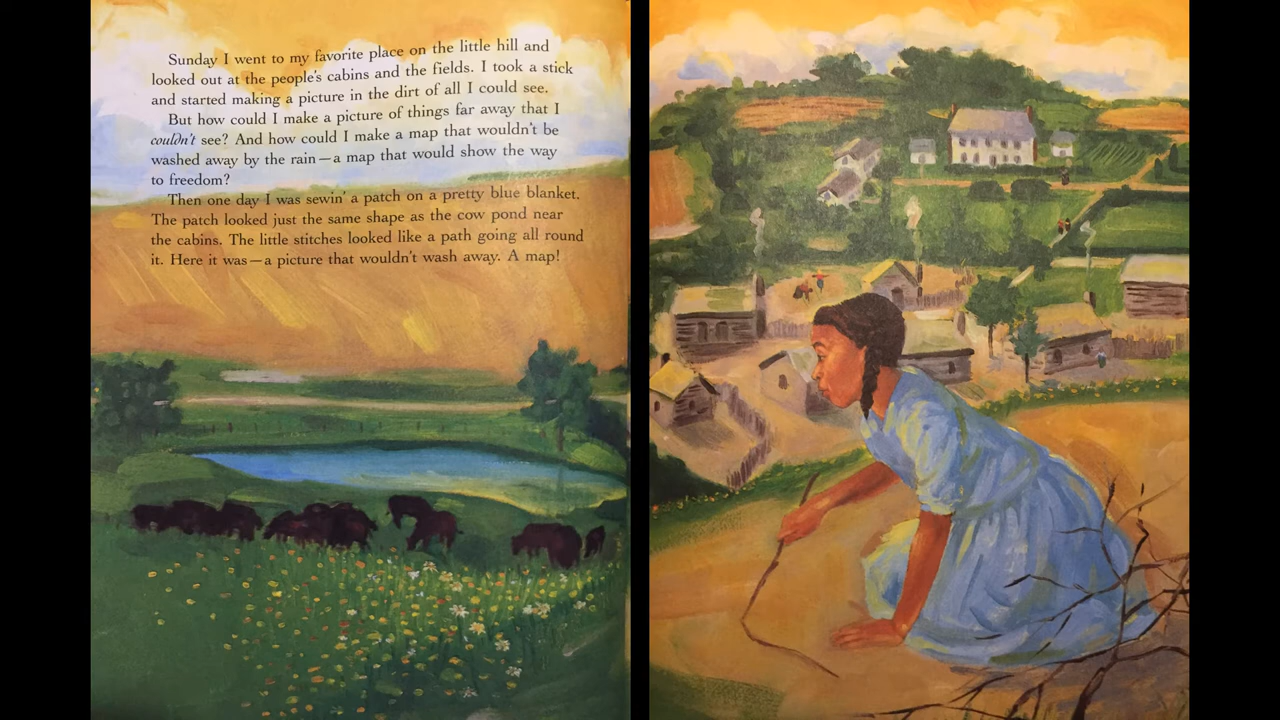 Sunday I went to my favorite place on the little hill and
looked out at the people's cabins and the fields. I took a stick
and started making a picture in the dirt of all I could see.
But how could I make a picture of things far away that I
couldn't see? And how could I make a map that wouldn't be
washed away by the rain—a map that would show the way
to freedom?
Then one day I was sewin' a patch on a pretty blue blanket.
The patch looked just the same shape as the cow pond near
the cabins. The little stitches looked like a path going all round
it. Here it was—a picture that wouldn't wash away. A map!